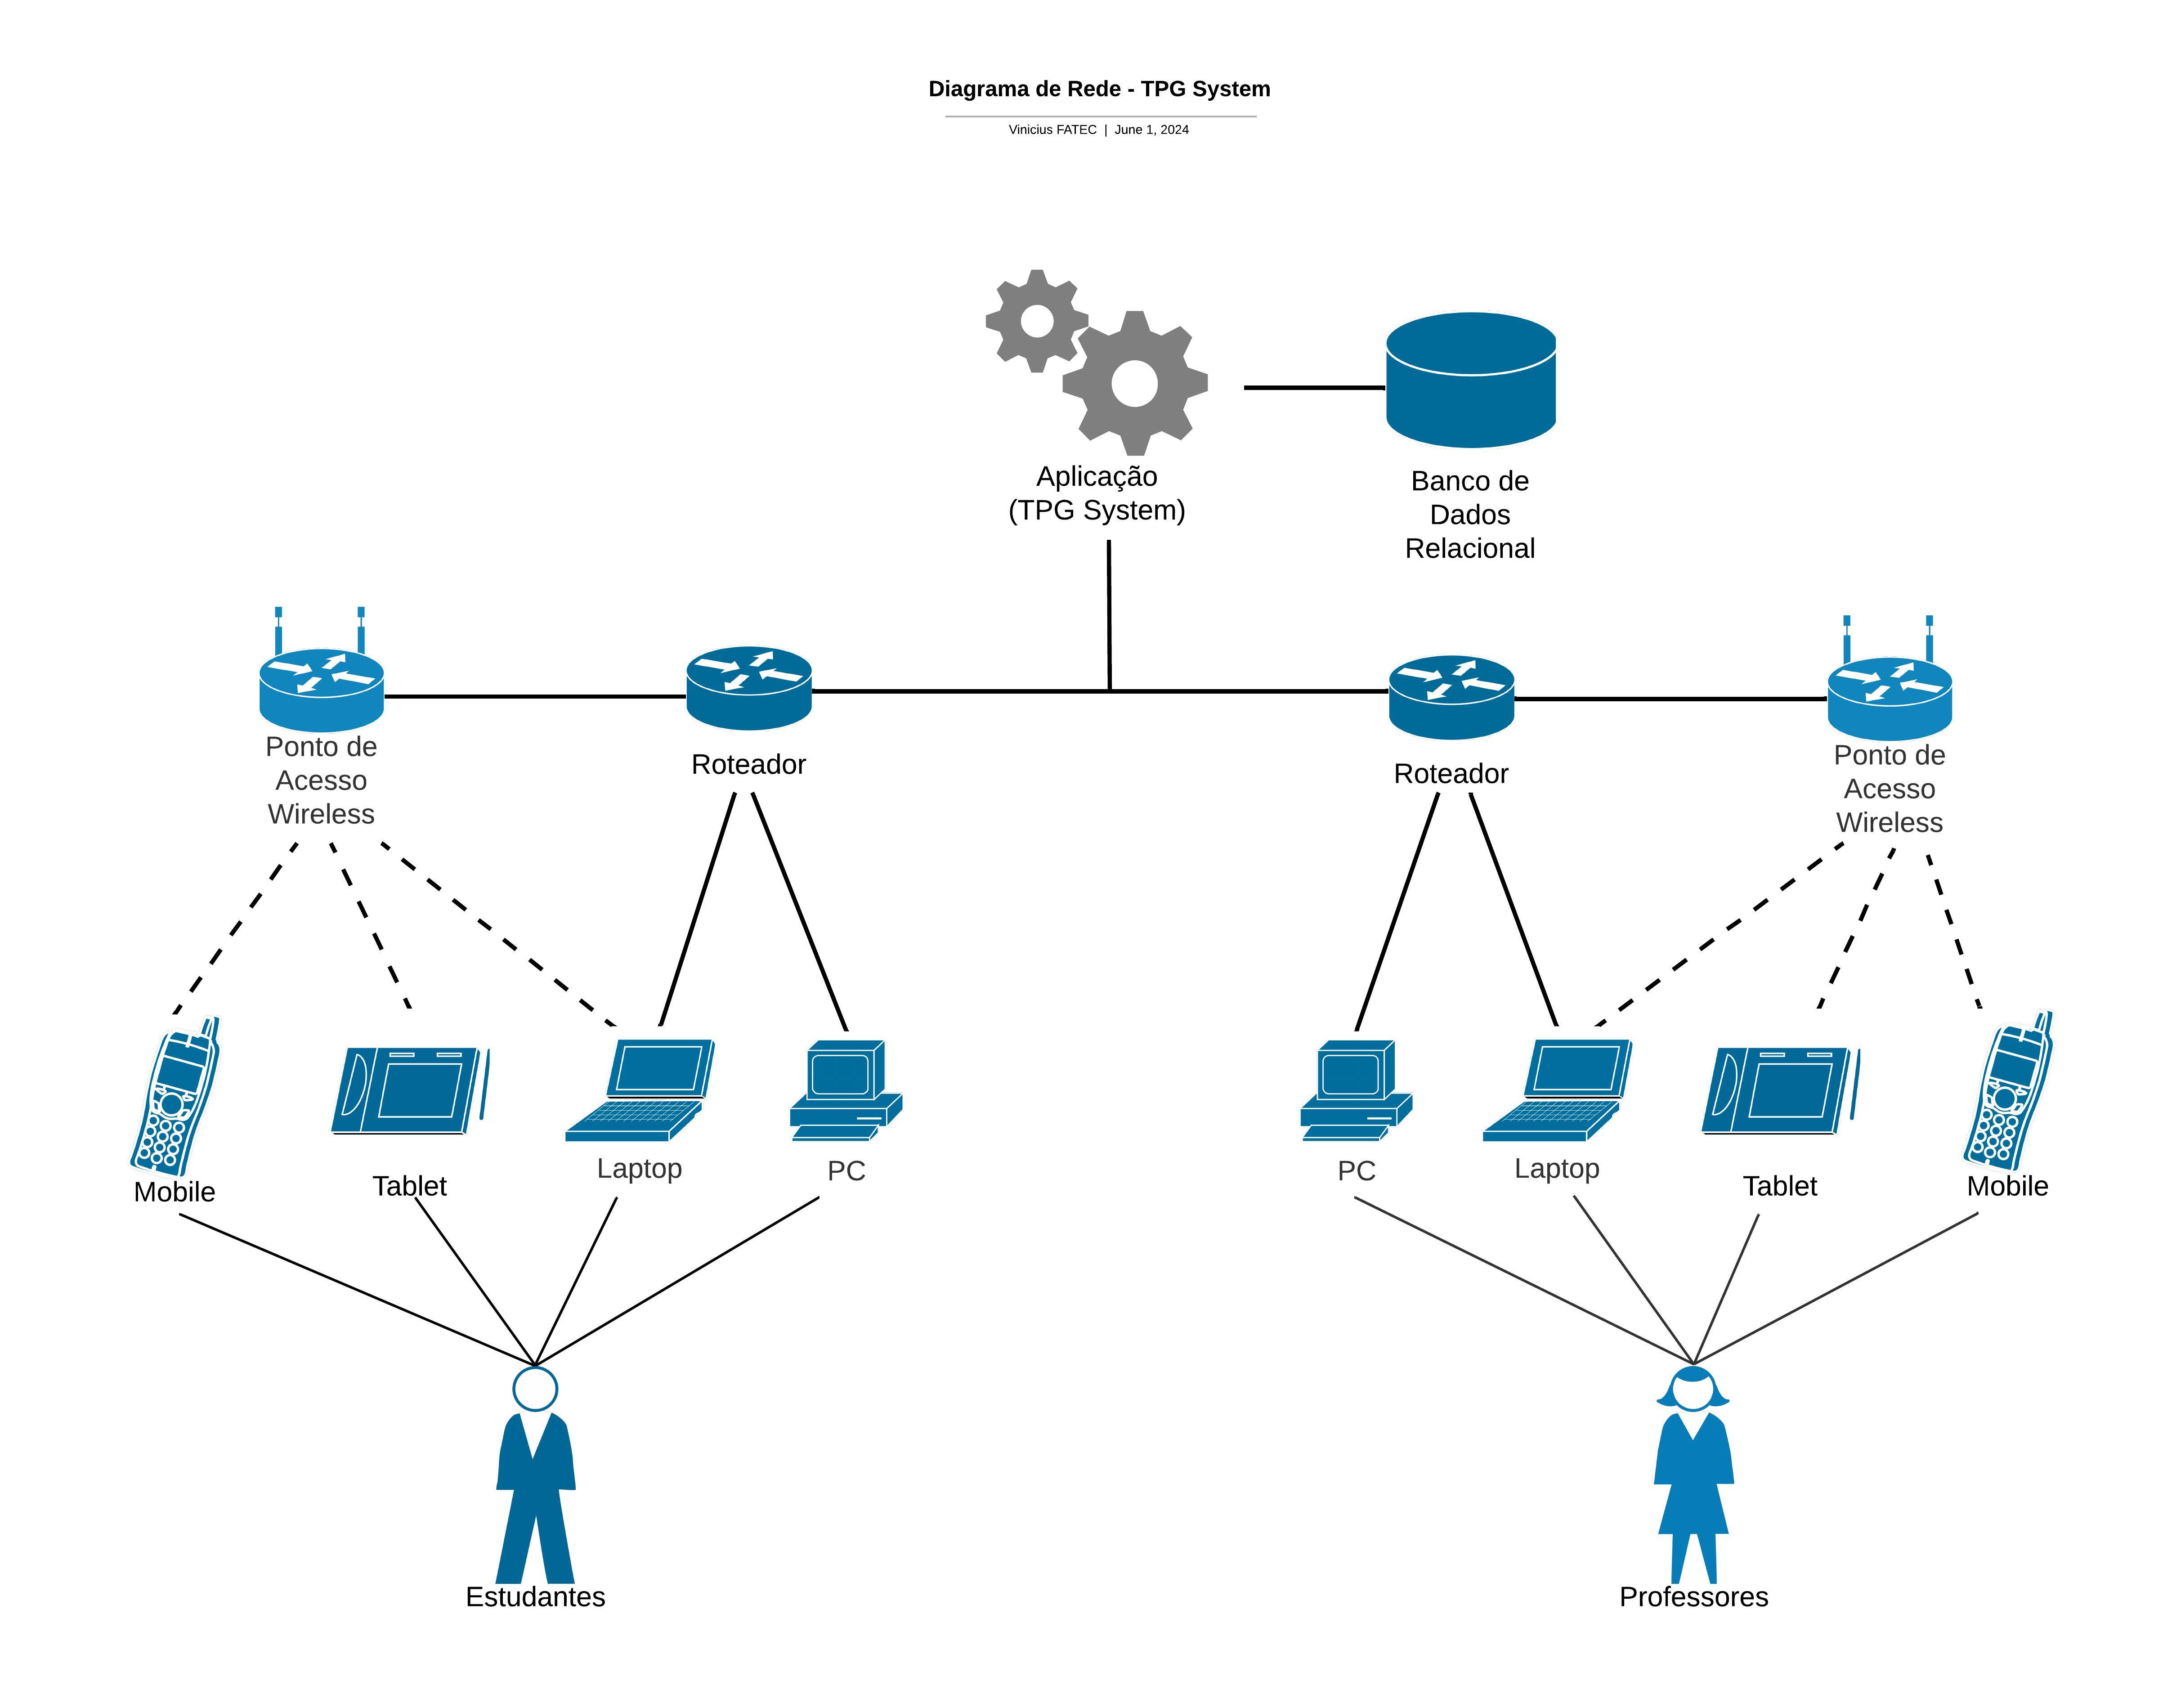 Diagrama de Rede - TPG System
Vinicius FATEC | June 1, 2024
Aplicação
(TPG System)
Banco de
Dados
Relacional
Ponto de
Acesso
Wireless
Roteador
Roteador
Ponto de
Acesso
Wireless
Mobile
Tablet
Laptop
PC
PC
Laptop
Tablet
Mobile
Estudantes
Professores